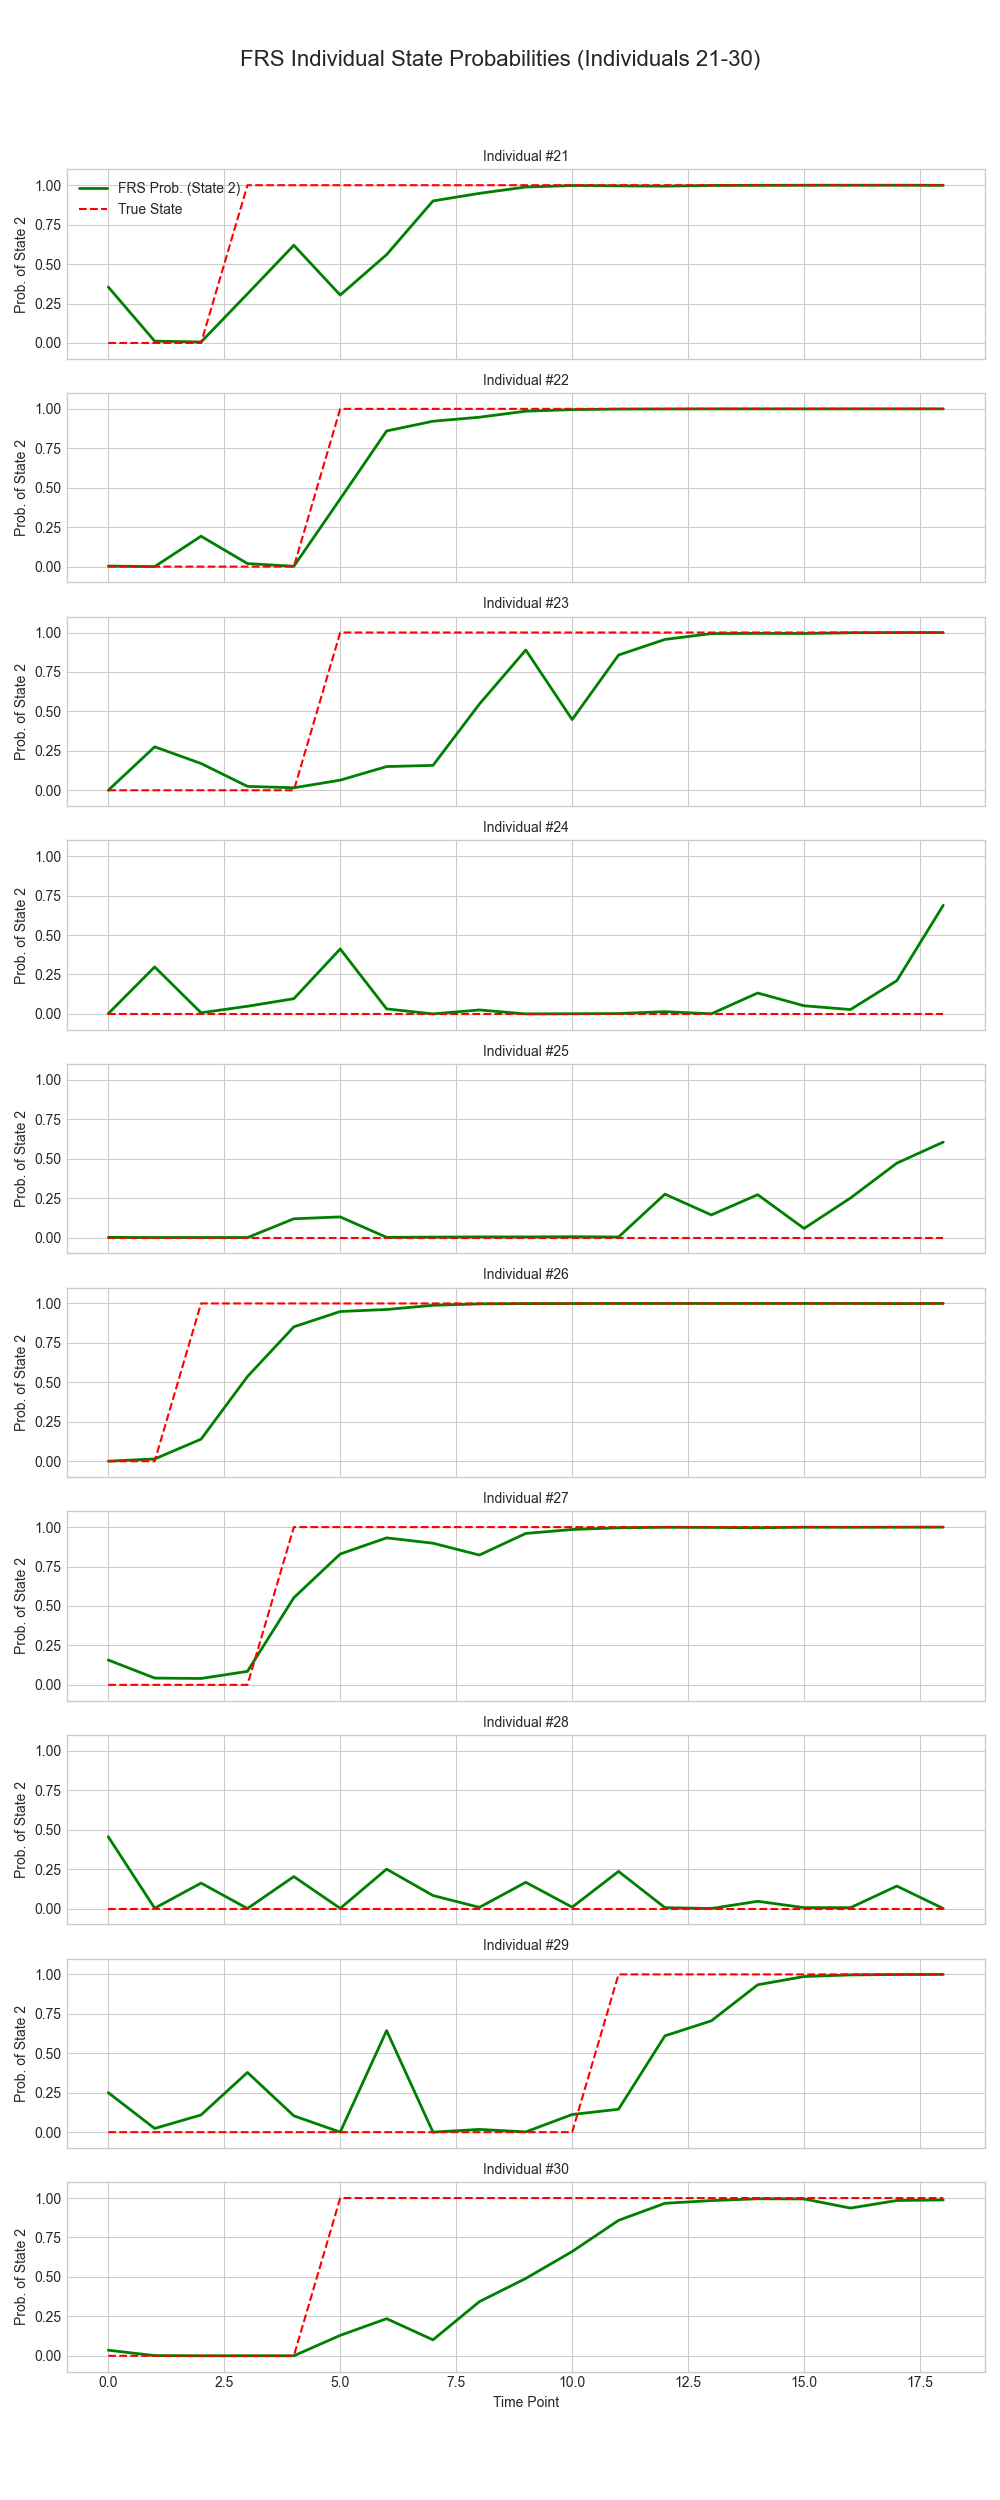 FRS Individual State Probabilities (Individuals 21-30)
Individual #21
Prob. of State 2
1.00
0.75
0.50
0.25
0.00
FRS Prob. (State 2)
True State
Individual #22
Prob. of State 2
1.00
0.75
0.50
0.25
0.00
Individual #23
Prob. of State 2
1.00
0.75
0.50
0.25
0.00
Individual #24
Prob. of State 2
1.00
0.75
0.50
0.25
0.00
Individual #25
Prob. of State 2
1.00
0.75
0.50
0.25
0.00
Individual #26
Prob. of State 2
1.00
0.75
0.50
0.25
0.00
Individual #27
Prob. of State 2
1.00
0.75
0.50
0.25
0.00
Individual #28
Prob. of State 2
1.00
0.75
0.50
0.25
0.00
Individual #29
Prob. of State 2
1.00
0.75
0.50
0.25
0.00
Individual #30
Prob. of State 2
1.00
0.75
0.50
0.25
0.00
0.0 2.5 5.0 7.5 10.0 12.5 15.0 17.5
Time Point